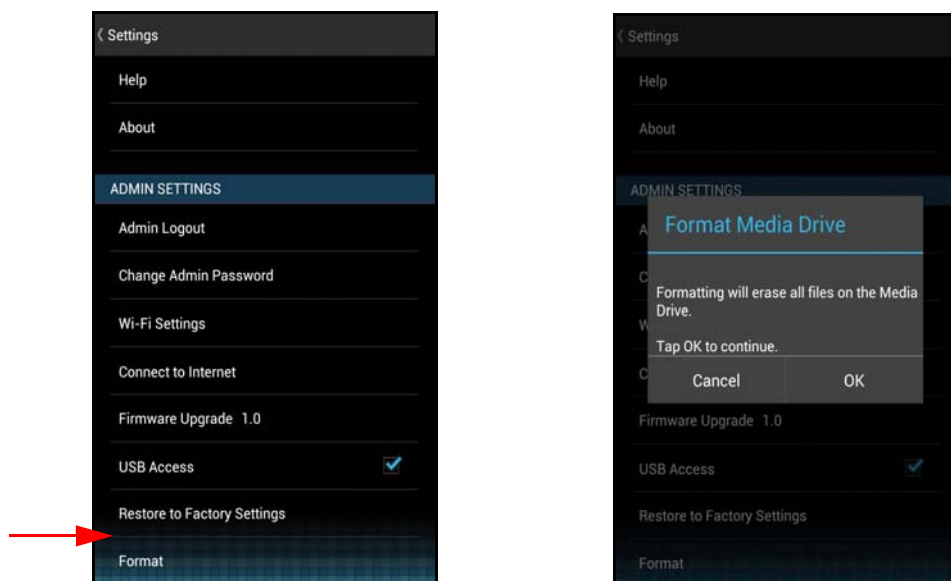 Settings
Help
About
ADMIN SETTINGS
Admin Logout
Change Admin Password
Wi-Fi Settings
Connect to Internet
Firmware Upgrade 1.0
USB Access
Restore to Factory Settings
Format
Settings
Help
About
ADMIN SETTINGS
A
Format Media Drive
C
Formatting will erase all files on the Media
Drive.
W
Tap OK to continue.
C
Cancel OK
Firmware Upgrade 1.0
USB Access
Restore to Factory Settings
Format